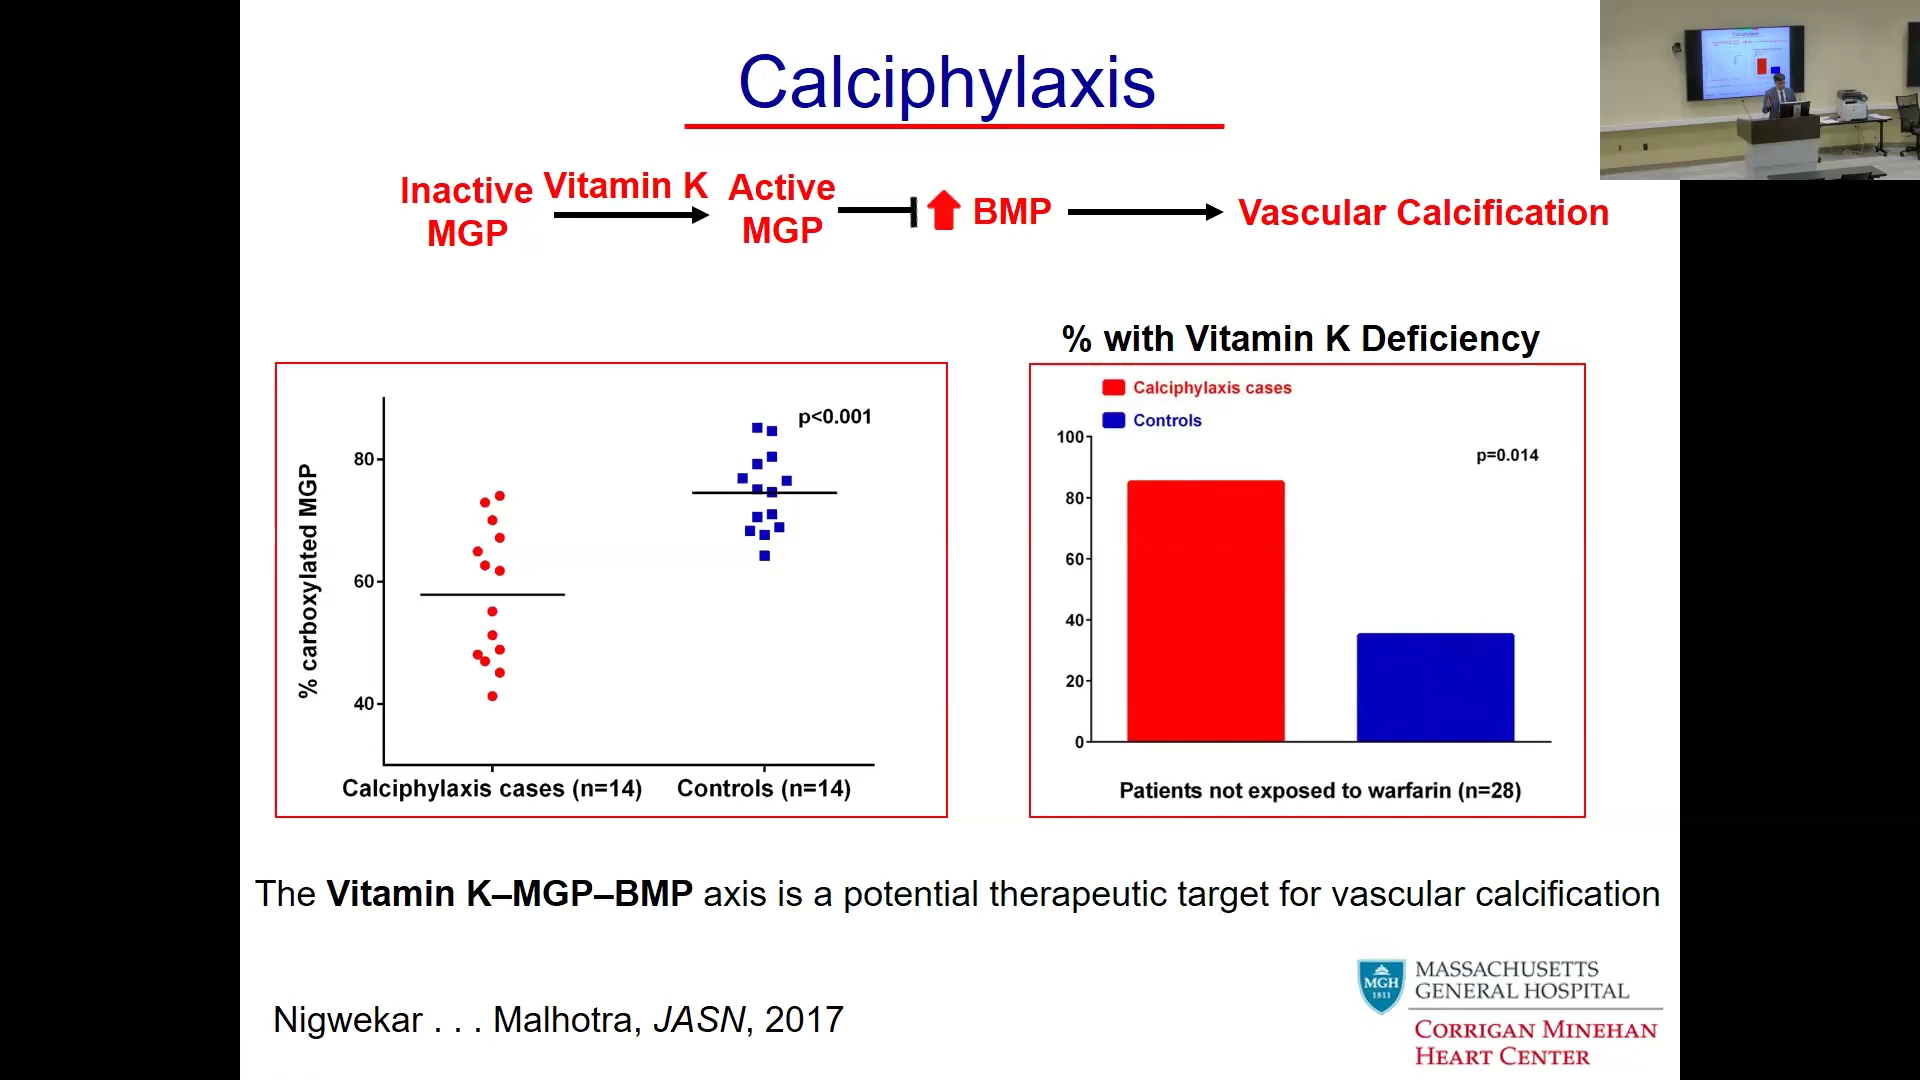 Calciphylaxis
Inactive MGP
Vitamin K
Active MGP
BMP
Vascular Calcification
% carboxylated MGP
80
60
40
p<0.001
Calciphylaxis cases (n=14)
Controls (n=14)
% with Vitamin K Deficiency
Calciphylaxis cases
Controls
100
80
60
40
20
0
p=0.014
Patients not exposed to warfarin (n=28)
The Vitamin K–MGP–BMP axis is a potential therapeutic target for vascular calcification
Nigwekar . . . Malhotra, JASN, 2017
MGH
1811
MASSACHUSETTS
GENERAL HOSPITAL
CORRIGAN MINEHAN
HEART CENTER